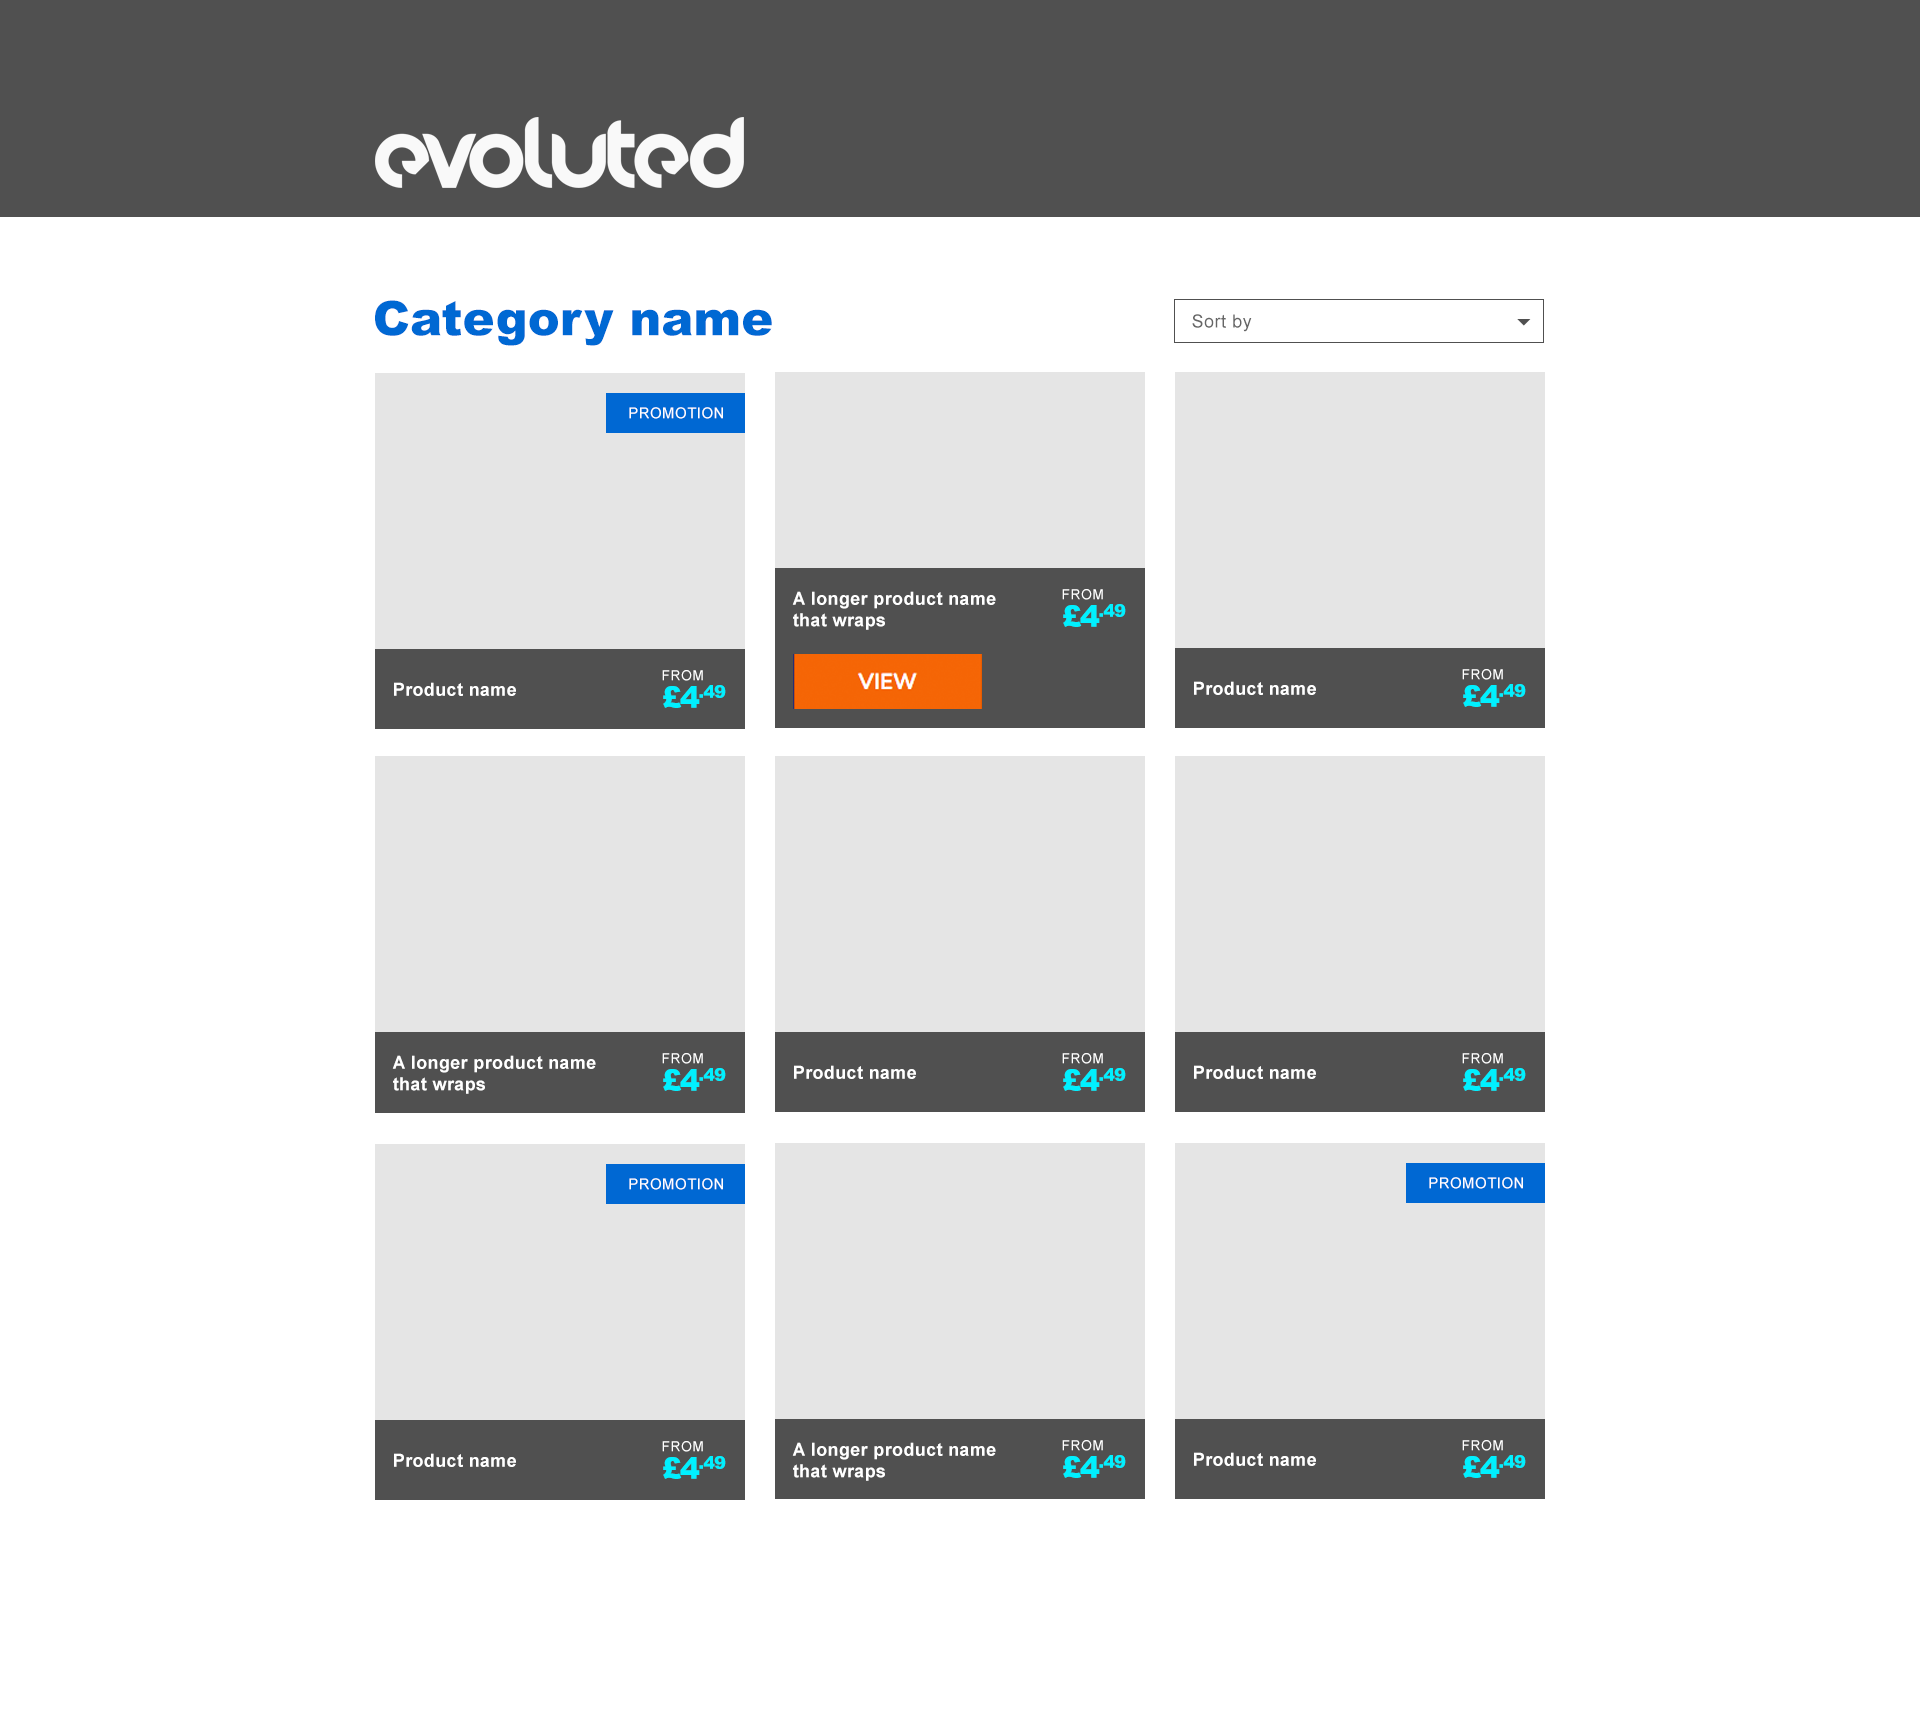 evoluted
Category name
Sort by
PROMOTION
Product name
FROM
£4.49
A longer product name
that wraps
FROM
£4.49
VIEW
Product name
FROM
£4.49
A longer product name
that wraps
FROM
£4.49
Product name
FROM
£4.49
Product name
FROM
£4.49
PROMOTION
Product name
FROM
£4.49
A longer product name
that wraps
FROM
£4.49
PROMOTION
Product name
FROM
£4.49